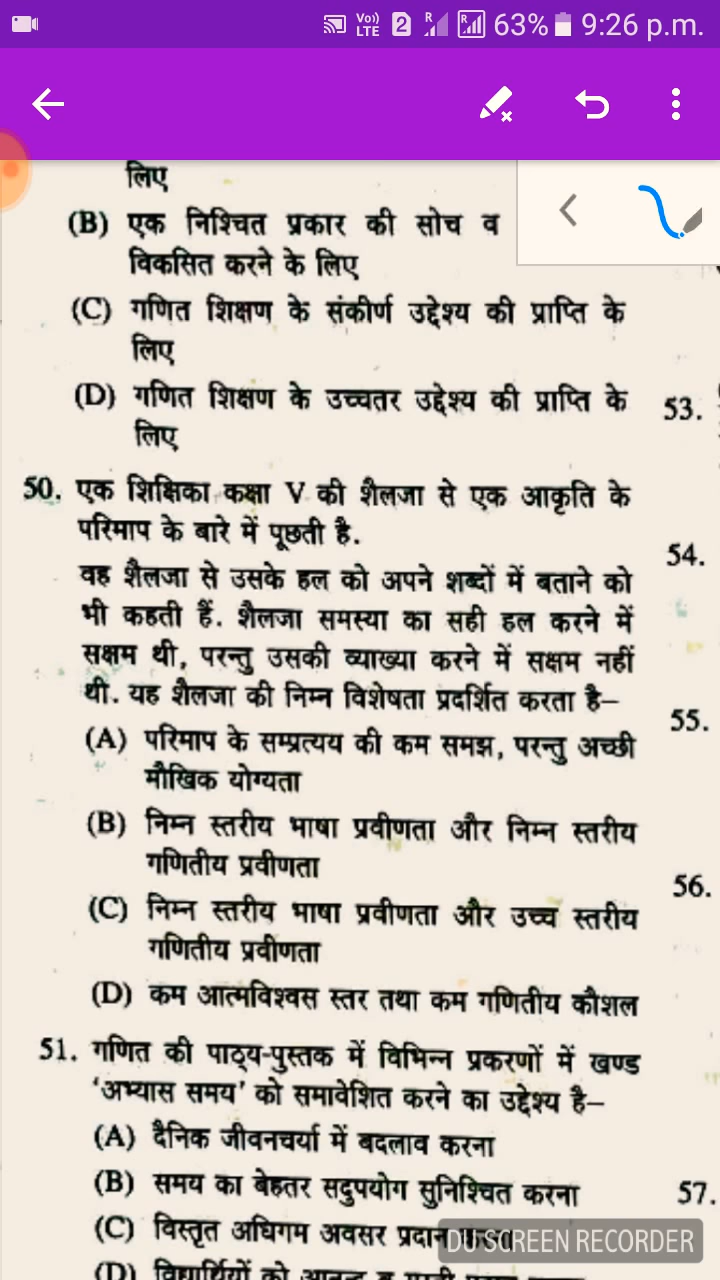 Vo)) LTE 2 R R 63% 9:26 p.m.
लिए
(B) एक निश्चित प्रकार की सोच व
विकसित करने के लिए
(C) गणित शिक्षण के संकीर्ण उद्देश्य की प्राप्ति के
लिए
(D) गणित शिक्षण के उच्चतर उद्देश्य की प्राप्ति के
लिए
50. एक शिक्षिका कक्षा V की शैलजा से एक आकृति के
परिमाप के बारे में पूछती है.
वह शैलजा से उसके हल को अपने शब्दों में बताने को
भी कहती हैं. शैलजा समस्या का सही हल करने में
सक्षम थी, परन्तु उसकी व्याख्या करने में सक्षम नहीं
थी. यह शैलजा की निम्न विशेषता प्रदर्शित करता है–
(A) परिमाप के सम्प्रत्यय की कम समझ, परन्तु अच्छी
मौखिक योग्यता
(B) निम्न स्तरीय भाषा प्रवीणता और निम्न स्तरीय
गणितीय प्रवीणता
(C) निम्न स्तरीय भाषा प्रवीणता और उच्च स्तरीय
गणितीय प्रवीणता
(D) कम आत्मविश्वस स्तर तथा कम गणितीय कौशल
51. गणित की पाठ्य-पुस्तक में विभिन्न प्रकरणों में खण्ड
‘अभ्यास समय’ को समावेशित करने का उद्देश्य है–
(A) दैनिक जीवनचर्या में बदलाव करना
(B) समय का बेहतर सदुपयोग सुनिश्चित करना
(C) विस्तृत अधिगम अवसर प्रदान करना
(D) विद्यार्थियों को आनन्द व
53.
54.
55.
56.
57.
DU SCREEN RECORDER